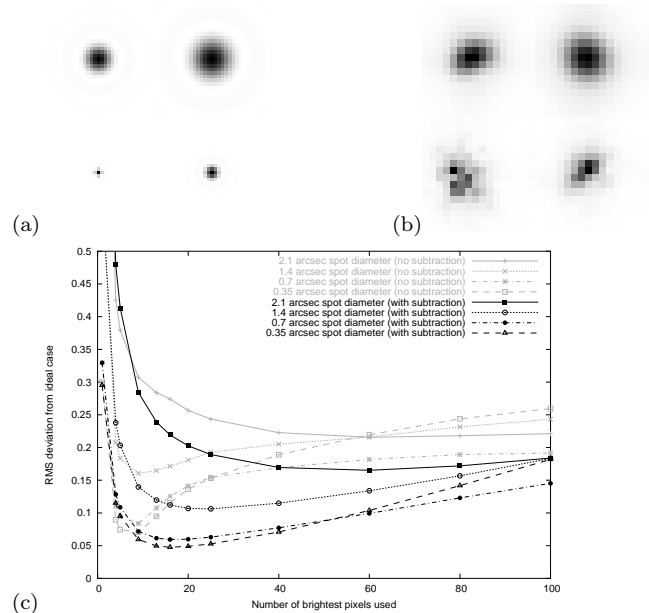 (a)
(b)
0.5
0.45
0.4
0.35
0.3
0.25
0.2
0.15
0.1
0.05
0
RMS deviation from ideal case
2.1 arcsec spot diameter (no subtraction)
1.4 arcsec spot diameter (no subtraction)
0.7 arcsec spot diameter (no subtraction)
0.35 arcsec spot diameter (no subtraction)
2.1 arcsec spot diameter (with subtraction)
1.4 arcsec spot diameter (with subtraction)
0.7 arcsec spot diameter (with subtraction)
0.35 arcsec spot diameter (with subtraction)
0 20 40 60 80 100
Number of brightest pixels used
(c)